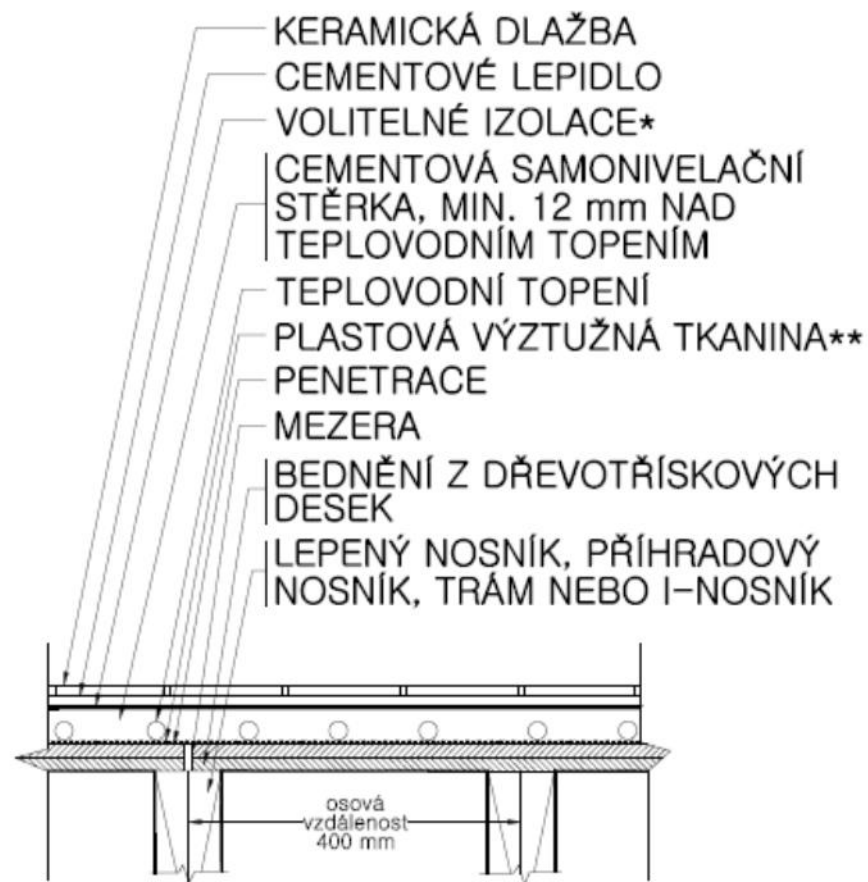 KERAMICKÁ DLAŽBA
CEMENTOVÉ LEPIDLO
VOLITELNÉ IZOLACE*
CEMENTOVÁ SAMONIVELAČNÍ
STĚRKA, MIN. 12 mm NAD
TEPLOVODNÍM TOPENÍM
TEPLOVODNÍ TOPENÍ
PLASTOVÁ VÝZTUŽNÁ TKANINA**
PENETRACE
MEZERA
BEDNĚNÍ Z DŘEVOTŘÍSKOVÝCH
DESEK
LEPENÝ NOSNÍK, PŘÍHRADOVÝ
NOSNÍK, TRÁM NEBO I-NOSNÍK
osová
vzdálenost
400 mm